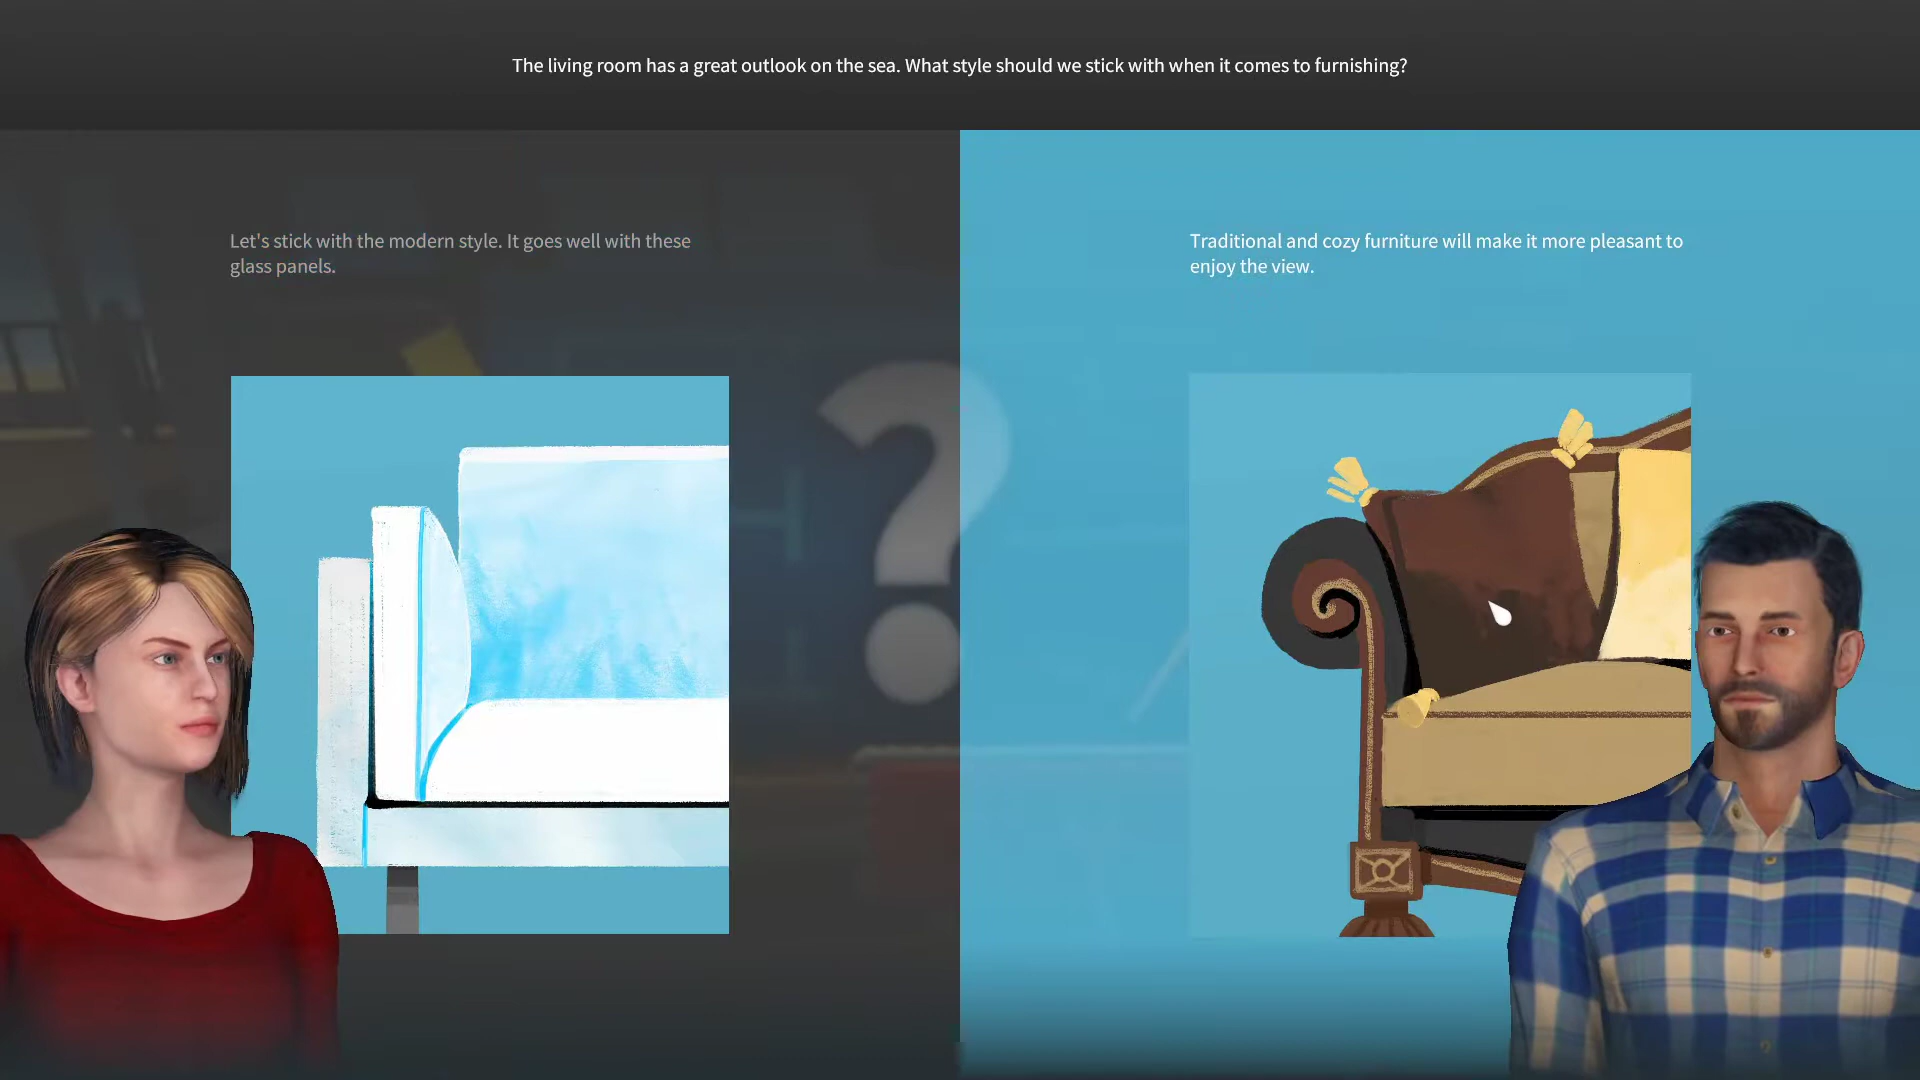 The living room has a great outlook on the sea. What style should we stick with when it comes to furnishing?
Let's stick with the modern style. It goes well with these
glass panels.
Traditional and cozy furniture will make it more pleasant to
enjoy the view.
?